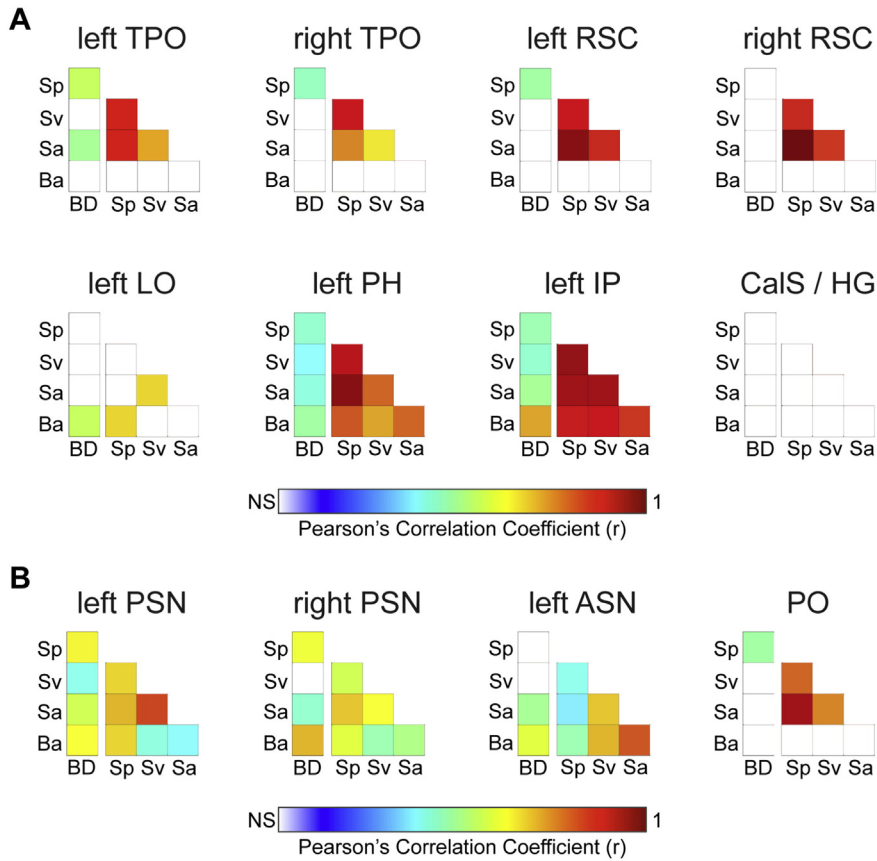 A
left TPO right TPO left RSC right RSC
Sp Sp Sp Sp
Sv Sv Sv Sv
Sa Sa Sa Sa
Ba Ba Ba Ba
BD Sp Sv Sa BD Sp Sv Sa BD Sp Sv Sa BD Sp Sv Sa
left LO left PH left IP CalS / HG
Sp Sp Sp Sp
Sv Sv Sv Sv
Sa Sa Sa Sa
Ba Ba Ba Ba
BD Sp Sv Sa BD Sp Sv Sa BD Sp Sv Sa BD Sp Sv Sa
NS 1
Pearson's Correlation Coefficient (r)
B
left PSN right PSN left ASN PO
Sp Sp Sp Sp
Sv Sv Sv Sv
Sa Sa Sa Sa
Ba Ba Ba Ba
BD Sp Sv Sa BD Sp Sv Sa BD Sp Sv Sa BD Sp Sv Sa
NS 1
Pearson's Correlation Coefficient (r)